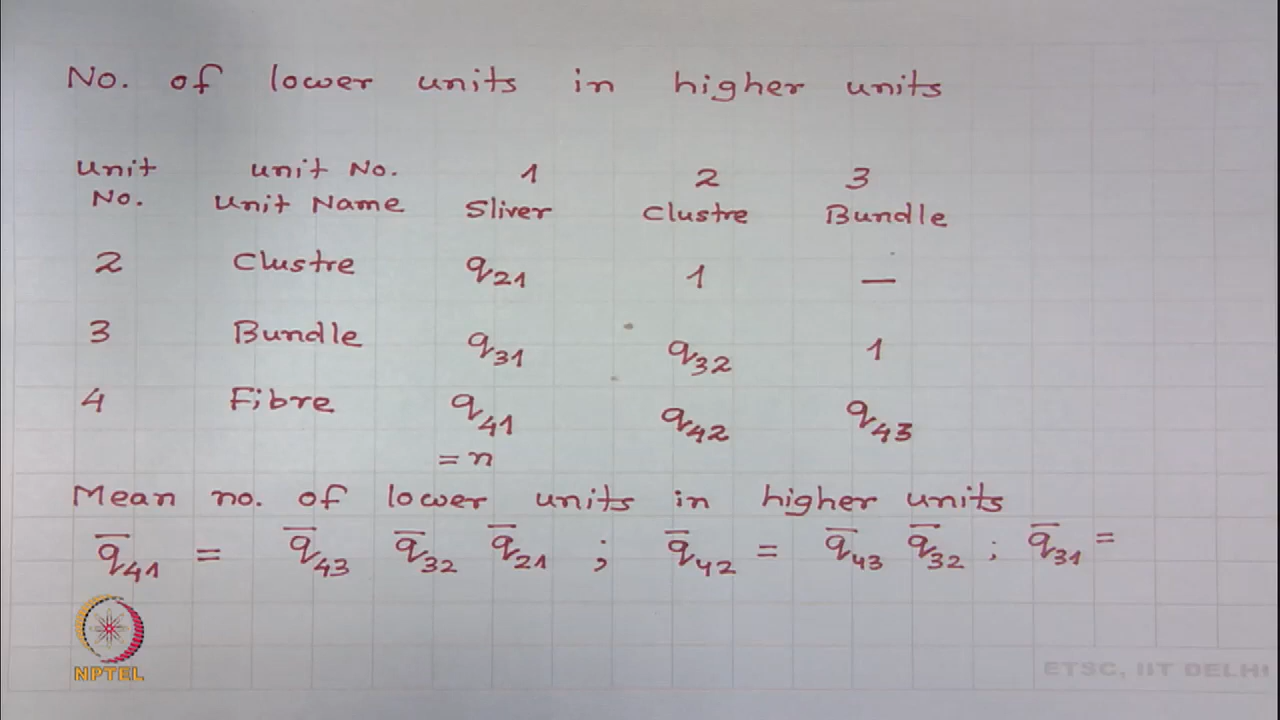 No. of lower units in higher units
Unit No. Unit No. 1 2 3
Unit Name Sliver Clustre Bundle
2 Clustre q21 1 —
3 Bundle q31 q32 1
4 Fibre q41 q42 q43
= n
Mean no. of lower units in higher units
q̅41 = q̅43 q̅32 q̅21 ; q̅42 = q̅43 q̅32 ; q̅31 =
NPTEL
ETSC, IIT DELHI